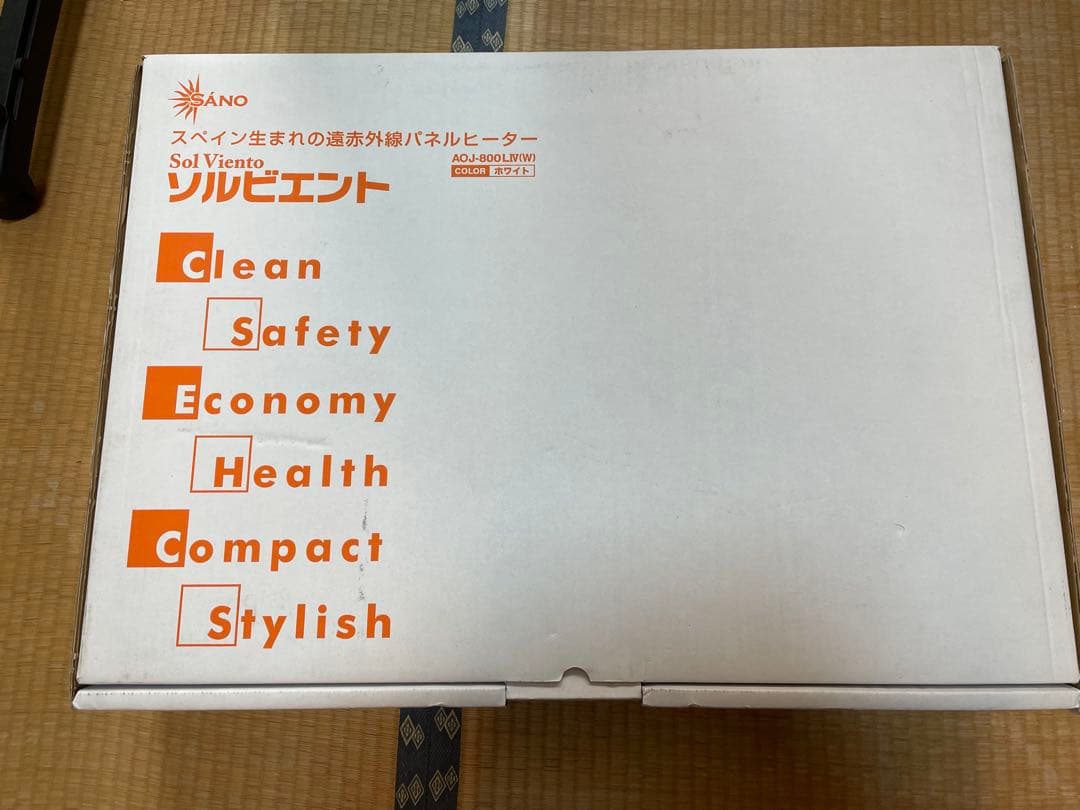 SÁNO
スペイン生まれの遠赤外線パネルヒーター
Sol Viento
AOJ-800LⅣ(W)
ソルビエント
COLOR ホワイト
Clean
Safety
Economy
Health
Compact
Stylish